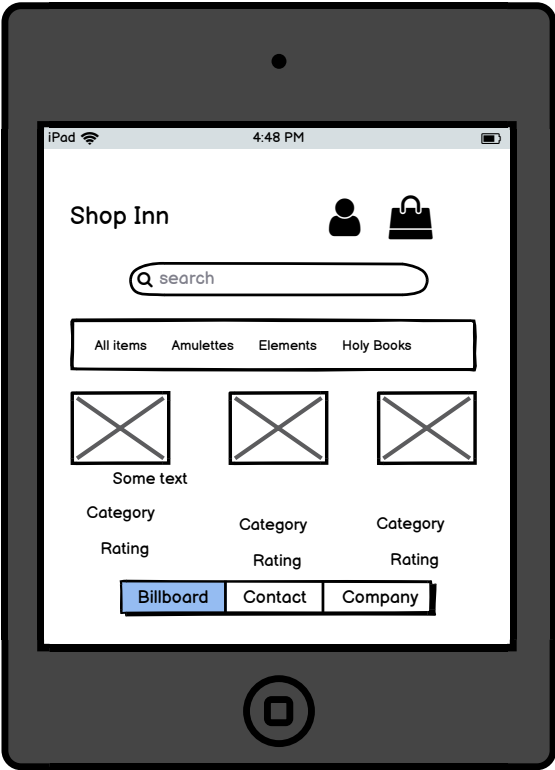 iPad 4:48 PM
Shop Inn
search
All items Amulettes Elements Holy Books
Some text
Category Category Category
Rating Rating Rating
Billboard Contact Company